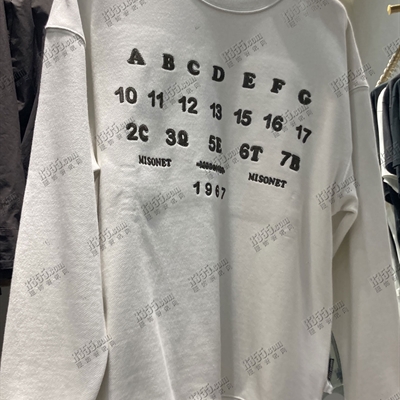 A B C D E F G
10 11 12 13 15 16 17
2C 3Q 5E 6T 7B
MISONET MISONET
1967